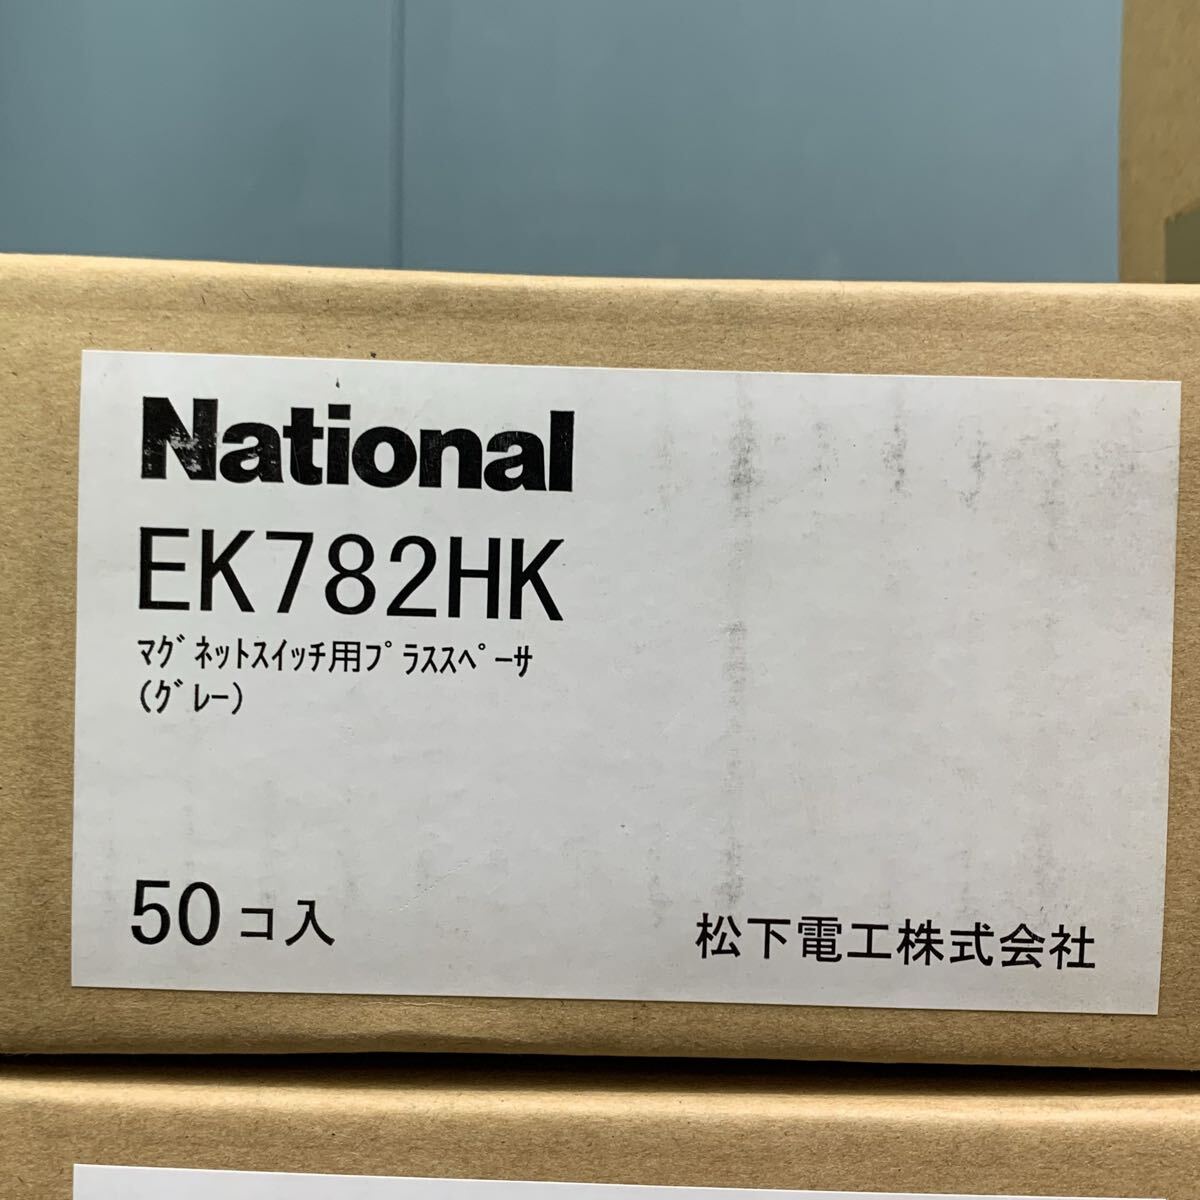 National
EK782HK
ﾏｸﾞﾈｯﾄｽｲｯﾁ用ﾌﾟﾗｽｽﾍﾟｰｻ
(ｸﾞﾚｰ)
50コ入
松下電工株式会社